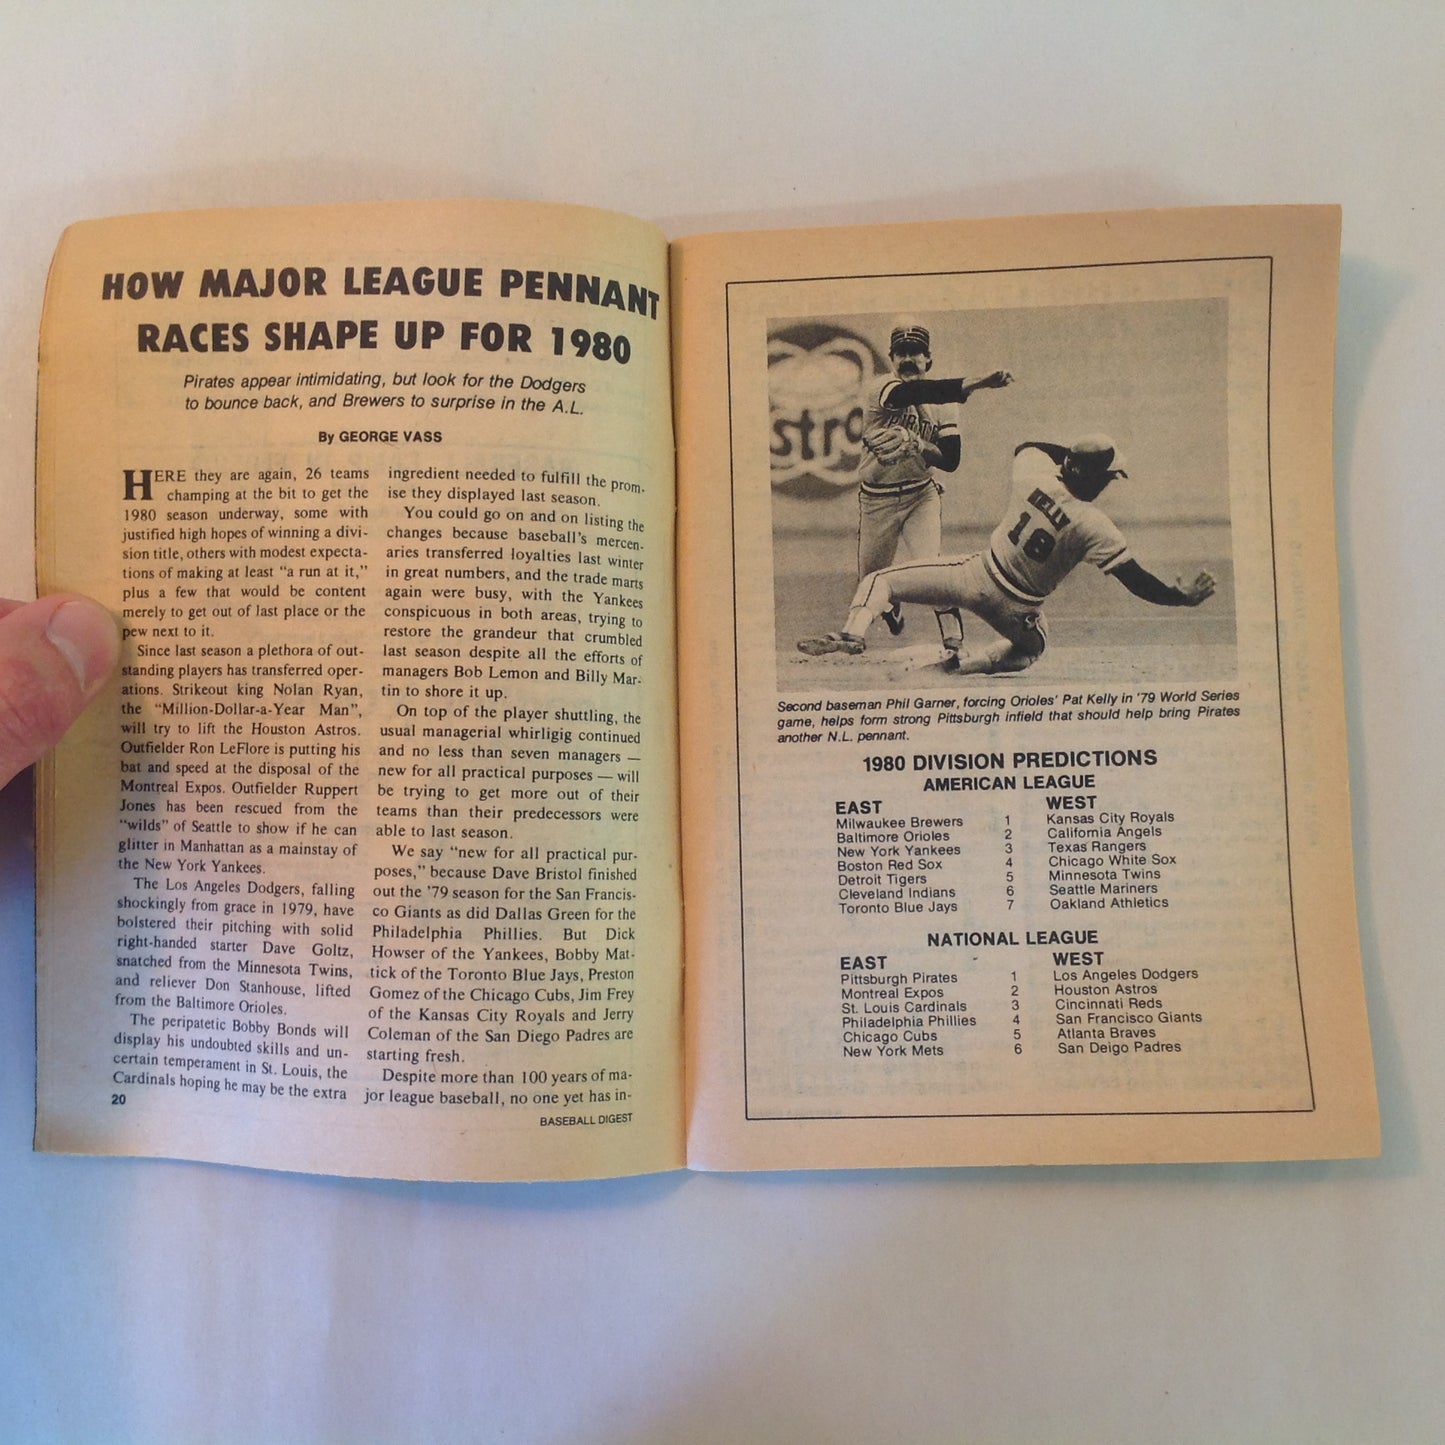 HOW MAJOR LEAGUE PENNANT
RACES SHAPE UP FOR 1980
Pirates appear intimidating, but look for the Dodgers
to bounce back, and Brewers to surprise in the A.L.
By GEORGE VASS
HERE they are again, 26 teams
champing at the bit to get the
1980 season underway, some with
justified high hopes of winning a divi-
sion title, others with modest expecta-
tions of making at least "a run at it,"
plus a few that would be content
merely to get out of last place or the
pew next to it.
Since last season a plethora of out-
standing players has transferred oper-
ations. Strikeout king Nolan Ryan,
the "Million-Dollar-a-Year Man",
will try to lift the Houston Astros.
Outfielder Ron LeFlore is putting his
bat and speed at the disposal of the
Montreal Expos. Outfielder Ruppert
Jones has been rescued from the
"wilds" of Seattle to show if he can
glitter in Manhattan as a mainstay of
the New York Yankees.
The Los Angeles Dodgers, falling
shockingly from grace in 1979, have
bolstered their pitching with solid
right-handed starter Dave Goltz,
snatched from the Minnesota Twins,
and reliever Don Stanhouse, lifted
from the Baltimore Orioles.
The peripatetic Bobby Bonds will
display his undoubted skills and un-
certain temperament in St. Louis, the
Cardinals hoping he may be the extra
20
ingredient needed to fulfill the prom-
ise they displayed last season.
You could go on and on listing the
changes because baseball's mercen-
aries transferred loyalties last winter
in great numbers, and the trade marts
again were busy, with the Yankees
conspicuous in both areas, trying to
restore the grandeur that crumbled
last season despite all the efforts of
managers Bob Lemon and Billy Mar-
tin to shore it up.
On top of the player shuttling, the
usual managerial whirligig continued
and no less than seven managers —
new for all practical purposes — will
be trying to get more out of their
teams than their predecessors were
able to last season.
We say "new for all practical pur-
poses," because Dave Bristol finished
out the '79 season for the San Francis-
co Giants as did Dallas Green for the
Philadelphia Phillies. But Dick
Howser of the Yankees, Bobby Mat-
tick of the Toronto Blue Jays, Preston
Gomez of the Chicago Cubs, Jim Frey
of the Kansas City Royals and Jerry
Coleman of the San Diego Padres are
starting fresh.
Despite more than 100 years of ma-
jor league baseball, no one yet has in-
BASEBALL DIGEST
stro
PIRATE
KELLY
18
Second baseman Phil Garner, forcing Orioles' Pat Kelly in '79 World Series
game, helps form strong Pittsburgh infield that should help bring Pirates
another N.L. pennant.
1980 DIVISION PREDICTIONS
AMERICAN LEAGUE
EAST WEST
Milwaukee Brewers 1 Kansas City Royals
Baltimore Orioles 2 California Angels
New York Yankees 3 Texas Rangers
Boston Red Sox 4 Chicago White Sox
Detroit Tigers 5 Minnesota Twins
Cleveland Indians 6 Seattle Mariners
Toronto Blue Jays 7 Oakland Athletics
NATIONAL LEAGUE
EAST WEST
Pittsburgh Pirates 1 Los Angeles Dodgers
Montreal Expos 2 Houston Astros
St. Louis Cardinals 3 Cincinnati Reds
Philadelphia Phillies 4 San Francisco Giants
Chicago Cubs 5 Atlanta Braves
New York Mets 6 San Deigo Padres